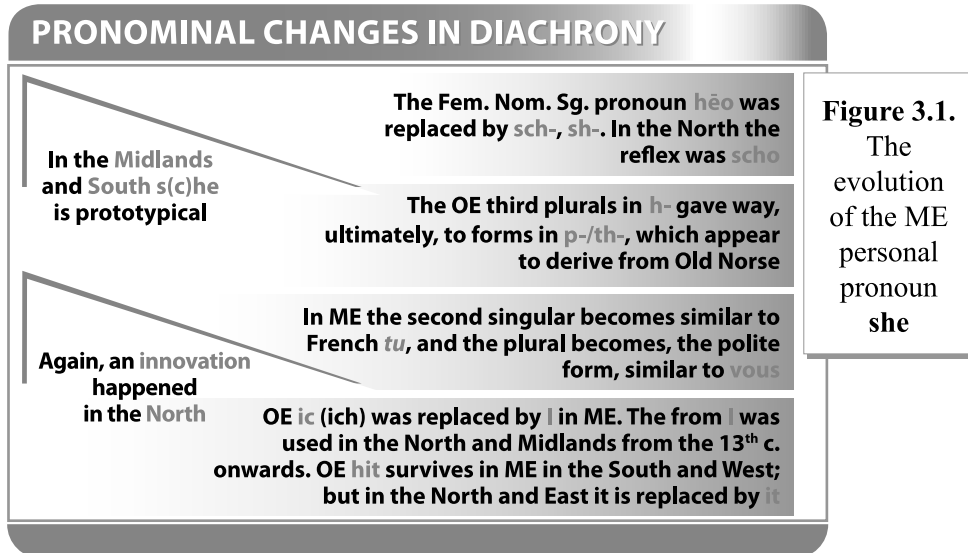 PRONOMINAL CHANGES IN DIACHRONY
In the Midlands
and South s(c)he
is prototypical
The Fem. Nom. Sg. pronoun hēo was
replaced by sch-, sh-. In the North the
reflex was scho
The OE third plurals in h- gave way,
ultimately, to forms in p-/th-, which appear
to derive from Old Norse
Again, an innovation
happened
in the North
In ME the second singular becomes similar to
French tu, and the plural becomes, the polite
form, similar to vous
OE ic (ich) was replaced by I in ME. The from I was
used in the North and Midlands from the 13th c.
onwards. OE hit survives in ME in the South and West;
but in the North and East it is replaced by it
Figure 3.1.
The
evolution
of the ME
personal
pronoun
she